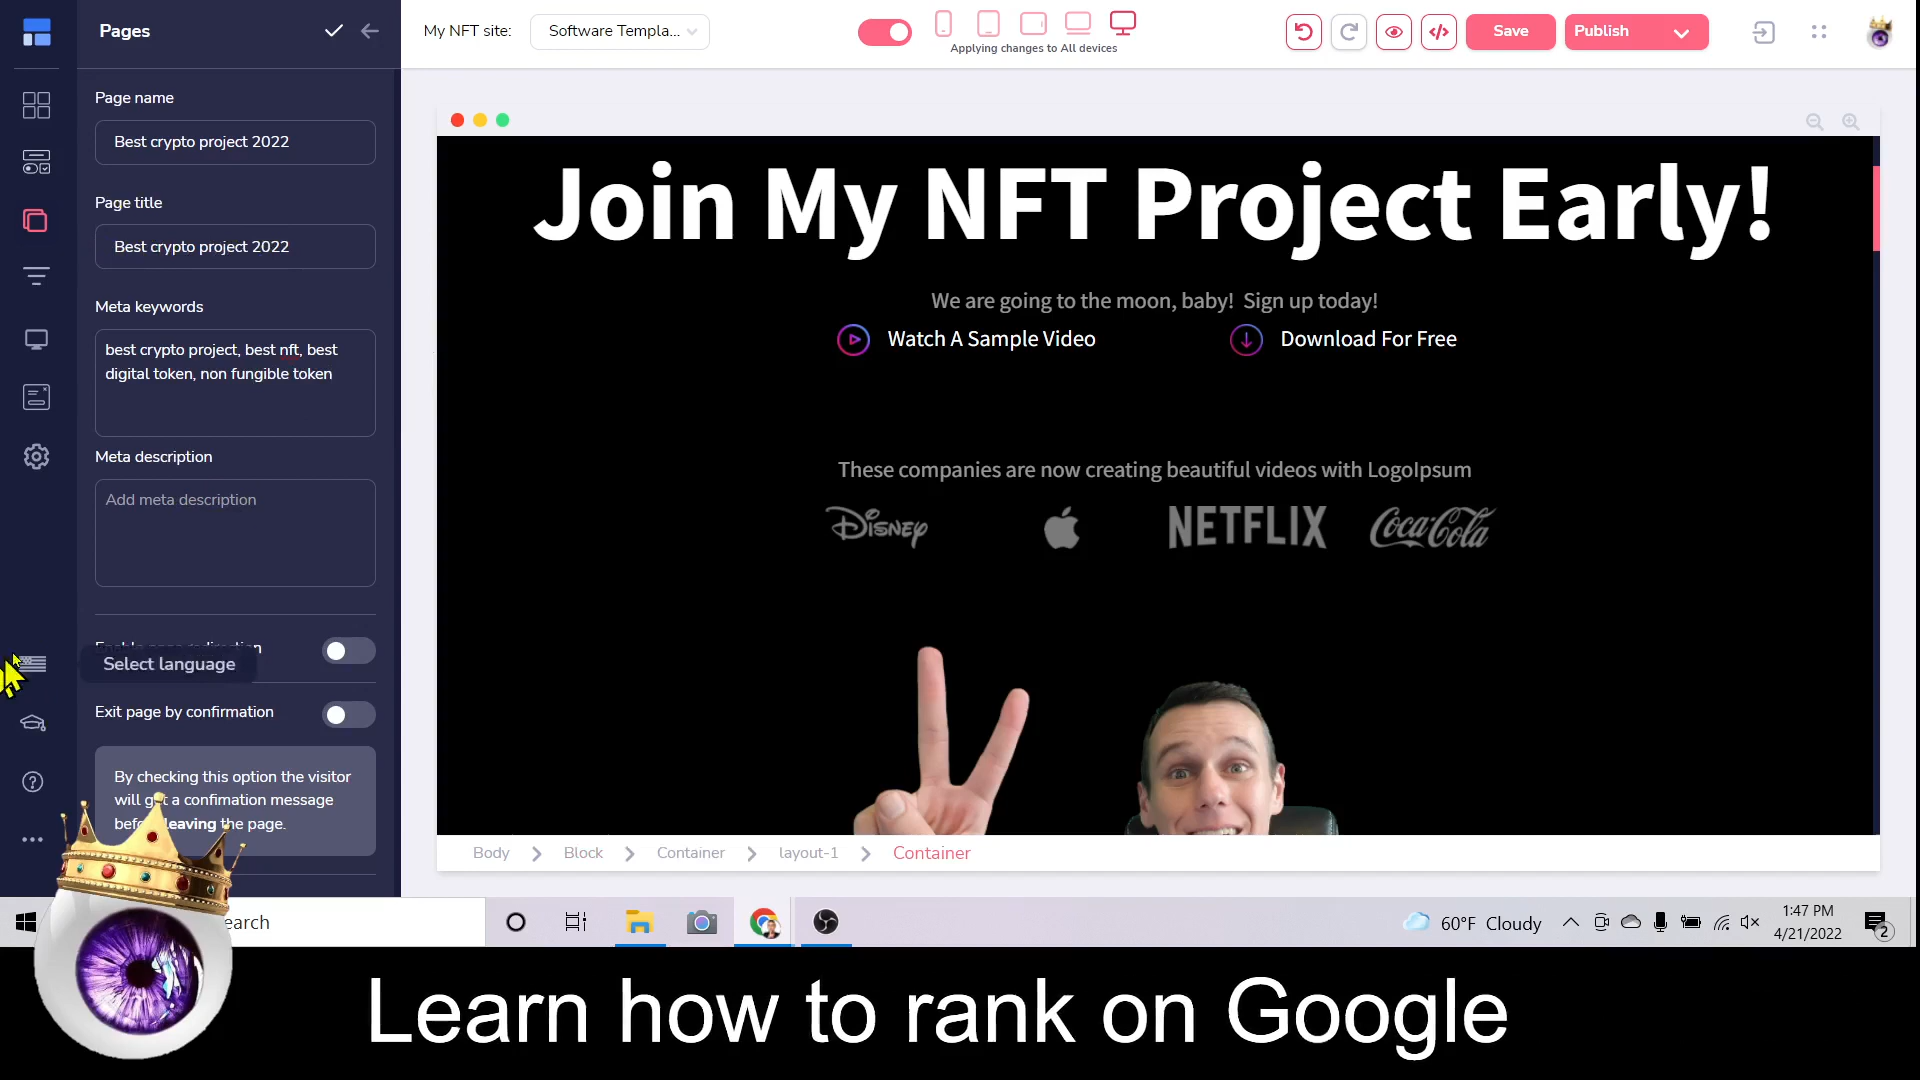 Pages
My NFT site:
Software Templa...
Applying changes to All devices
Save
Publish
Page name
Best crypto project 2022
Page title
Best crypto project 2022
Meta keywords
best crypto project, best nft, best
digital token, non fungible token
Meta description
Add meta description
Select language
Exit page by confirmation
By checking this option the visitor
will get a confimation message
before leaving the page.
Join My NFT Project Early!
We are going to the moon, baby! Sign up today!
Watch A Sample Video
Download For Free
These companies are now creating beautiful videos with LogoIpsum
Disney
NETFLIX
Coca-Cola
Body
Block
Container
layout-1
Container
earch
60°F Cloudy
1:47 PM
4/21/2022
2
Learn how to rank on Google